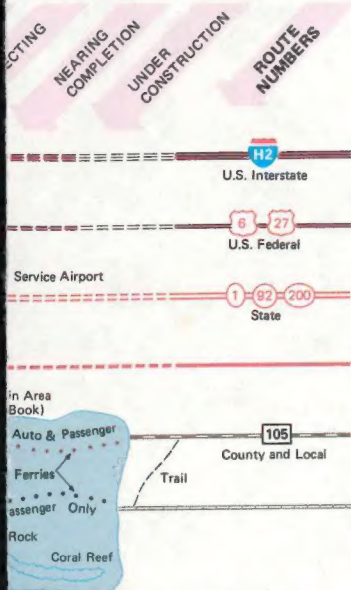 CTING
NEARING
COMPLETION
UNDER
CONSTRUCTION
ROUTE
NUMBERS
H2
U.S. Interstate
6 27
U.S. Federal
Service Airport
1 92 200
State
in Area
Book)
Auto & Passenger
105
County and Local
Ferries
Trail
assenger Only
Rock
Coral Reef